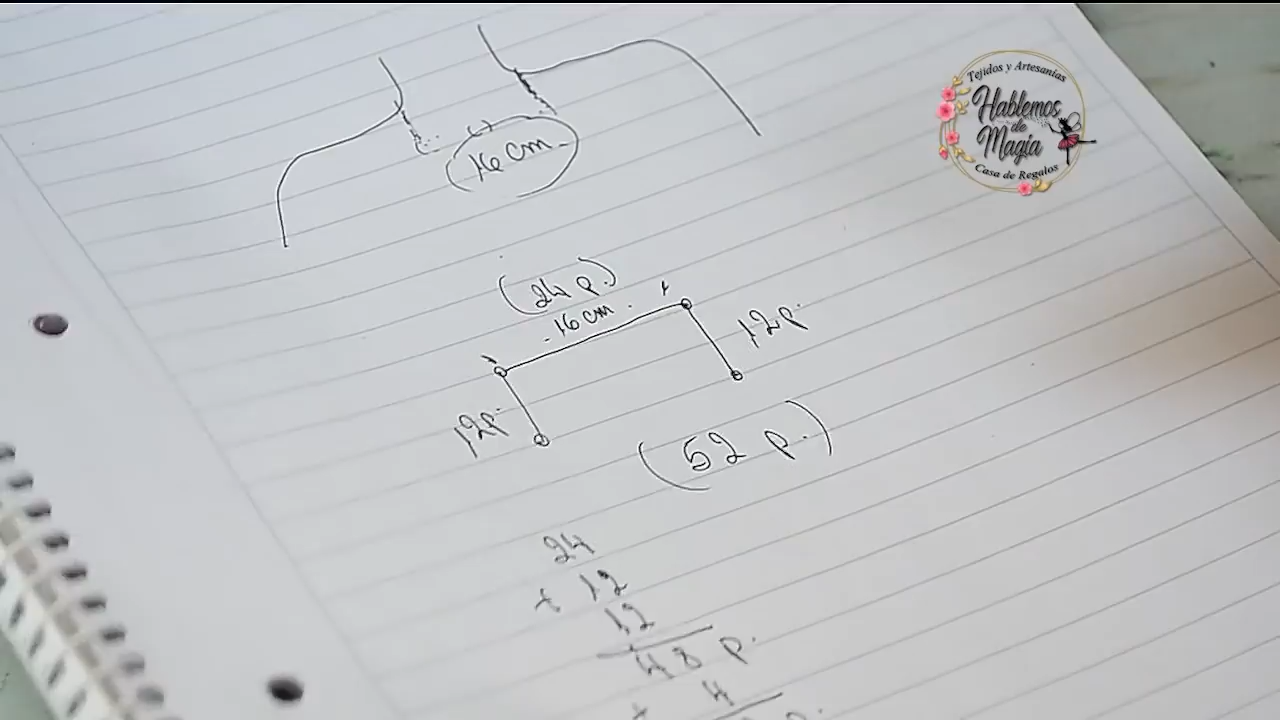 Tejidos y Artesanías
Hablemos
de
Magía
Casa de Regalos
16 cm
(24 p.)
16 cm
12 p.
12 p.
(52 p.)
24
+ 12
12
48 p.
+ 4
p.